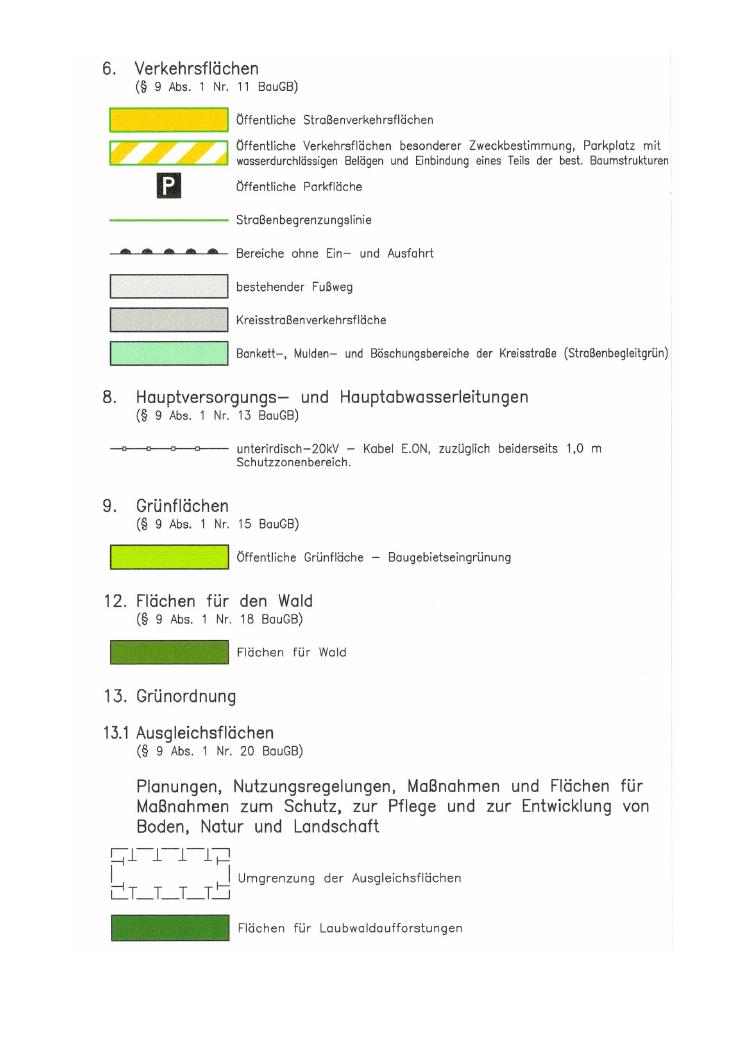 6. Verkehrsflächen
(§ 9 Abs. 1 Nr. 11 BauGB)
Öffentliche Straßenverkehrsflächen
Öffentliche Verkehrsflächen besonderer Zweckbestimmung, Parkplatz mit
wasserdurchlässigen Belägen und Einbindung eines Teils der best. Baumstrukturen
P
Öffentliche Parkfläche
Straßenbegrenzungslinie
Bereiche ohne Ein- und Ausfahrt
bestehender Fußweg
Kreisstraßenverkehrsfläche
Bankett-, Mulden- und Böschungsbereiche der Kreisstraße (Straßenbegleitgrün)
8. Hauptversorgungs- und Hauptabwasserleitungen
(§ 9 Abs. 1 Nr. 13 BauGB)
unterirdisch-20kV - Kabel E.ON, zuzüglich beiderseits 1,0 m
Schutzzonenbereich.
9. Grünflächen
(§ 9 Abs. 1 Nr. 15 BauGB)
Öffentliche Grünfläche - Baugebietseingrünung
12. Flächen für den Wald
(§ 9 Abs. 1 Nr. 18 BauGB)
Flächen für Wald
13. Grünordnung
13.1 Ausgleichsflächen
(§ 9 Abs. 1 Nr. 20 BauGB)
Planungen, Nutzungsregelungen, Maßnahmen und Flächen für
Maßnahmen zum Schutz, zur Pflege und zur Entwicklung von
Boden, Natur und Landschaft
Umgrenzung der Ausgleichsflächen
Flächen für Laubwaldaufforstungen